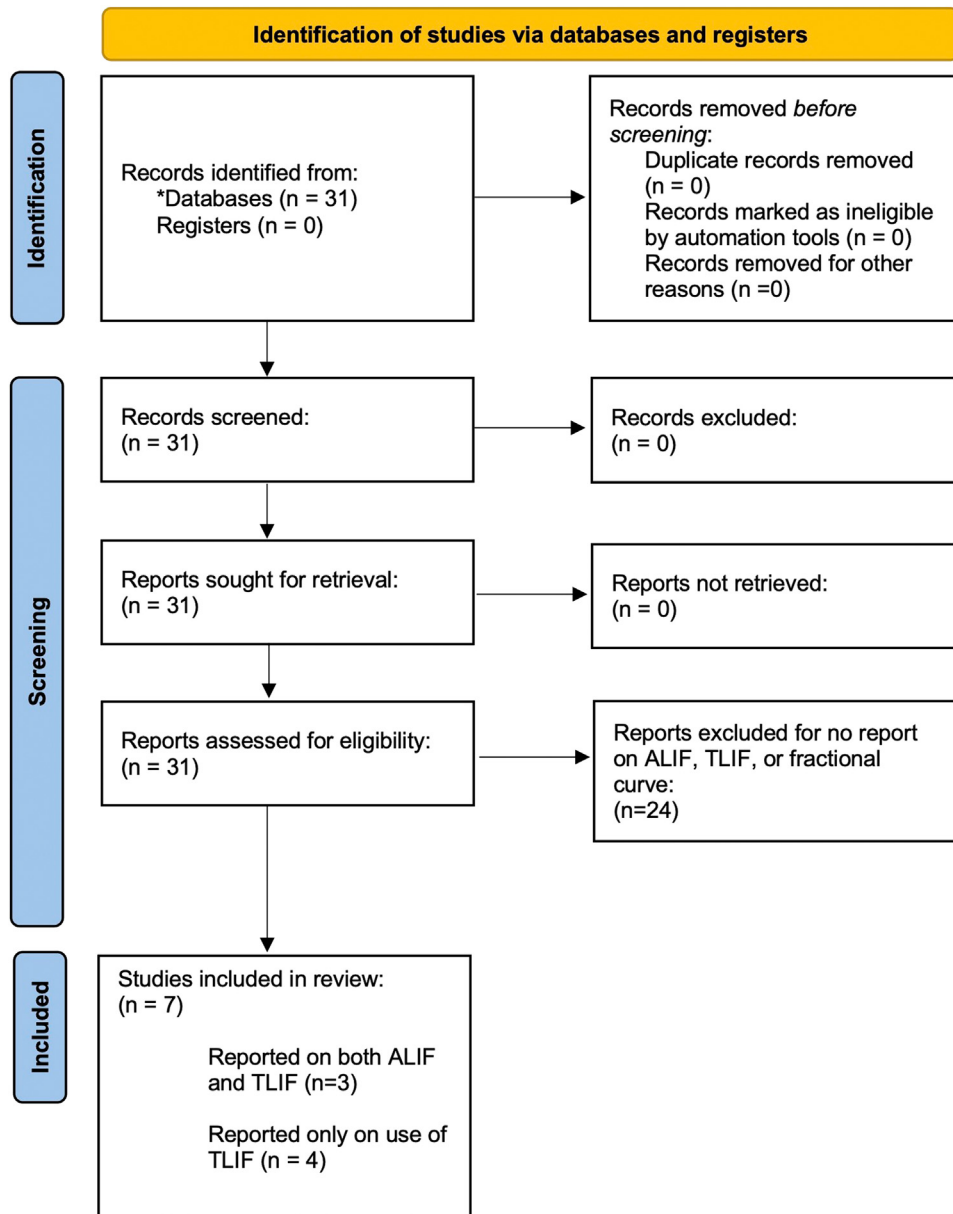 Identification of studies via databases and registers
Identification
Records identified from:
*Databases (n = 31)
Registers (n = 0)
Records removed before
screening:
Duplicate records removed
(n = 0)
Records marked as ineligible
by automation tools (n = 0)
Records removed for other
reasons (n =0)
Screening
Records screened:
(n = 31)
Records excluded:
(n = 0)
Reports sought for retrieval:
(n = 31)
Reports not retrieved:
(n = 0)
Reports assessed for eligibility:
(n = 31)
Reports excluded for no report
on ALIF, TLIF, or fractional
curve:
(n=24)
Included
Studies included in review:
(n = 7)
Reported on both ALIF
and TLIF (n=3)
Reported only on use of
TLIF (n = 4)